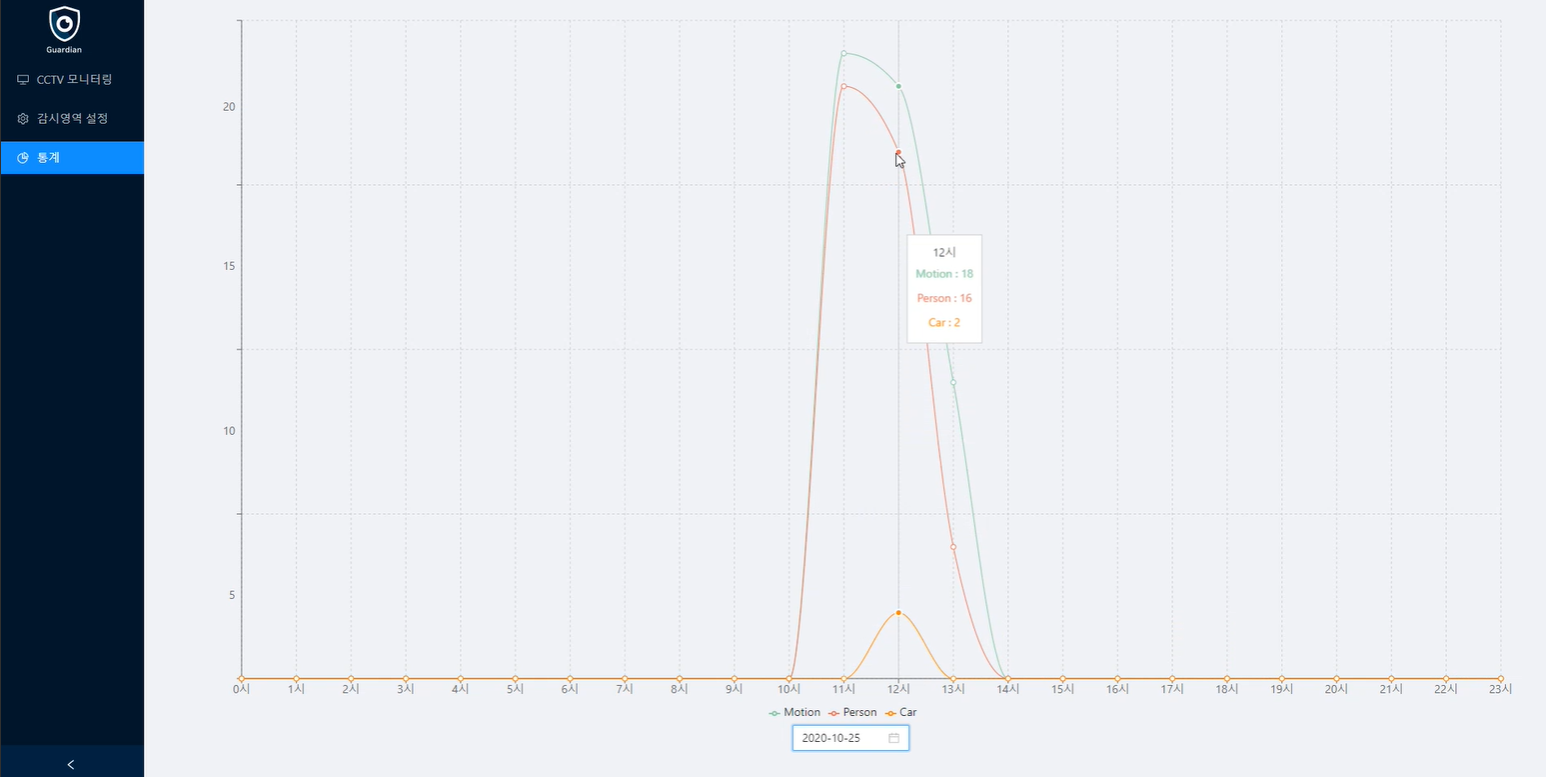 Guardian
CCTV 모니터링
감시영역 설정
통계
20
15
10
5
12시
Motion : 18
Person : 16
Car : 2
0시 1시 2시 3시 4시 5시 6시 7시 8시 9시 10시 11시 12시 13시 14시 15시 16시 17시 18시 19시 20시 21시 22시 23시
Motion Person Car
2020-10-25